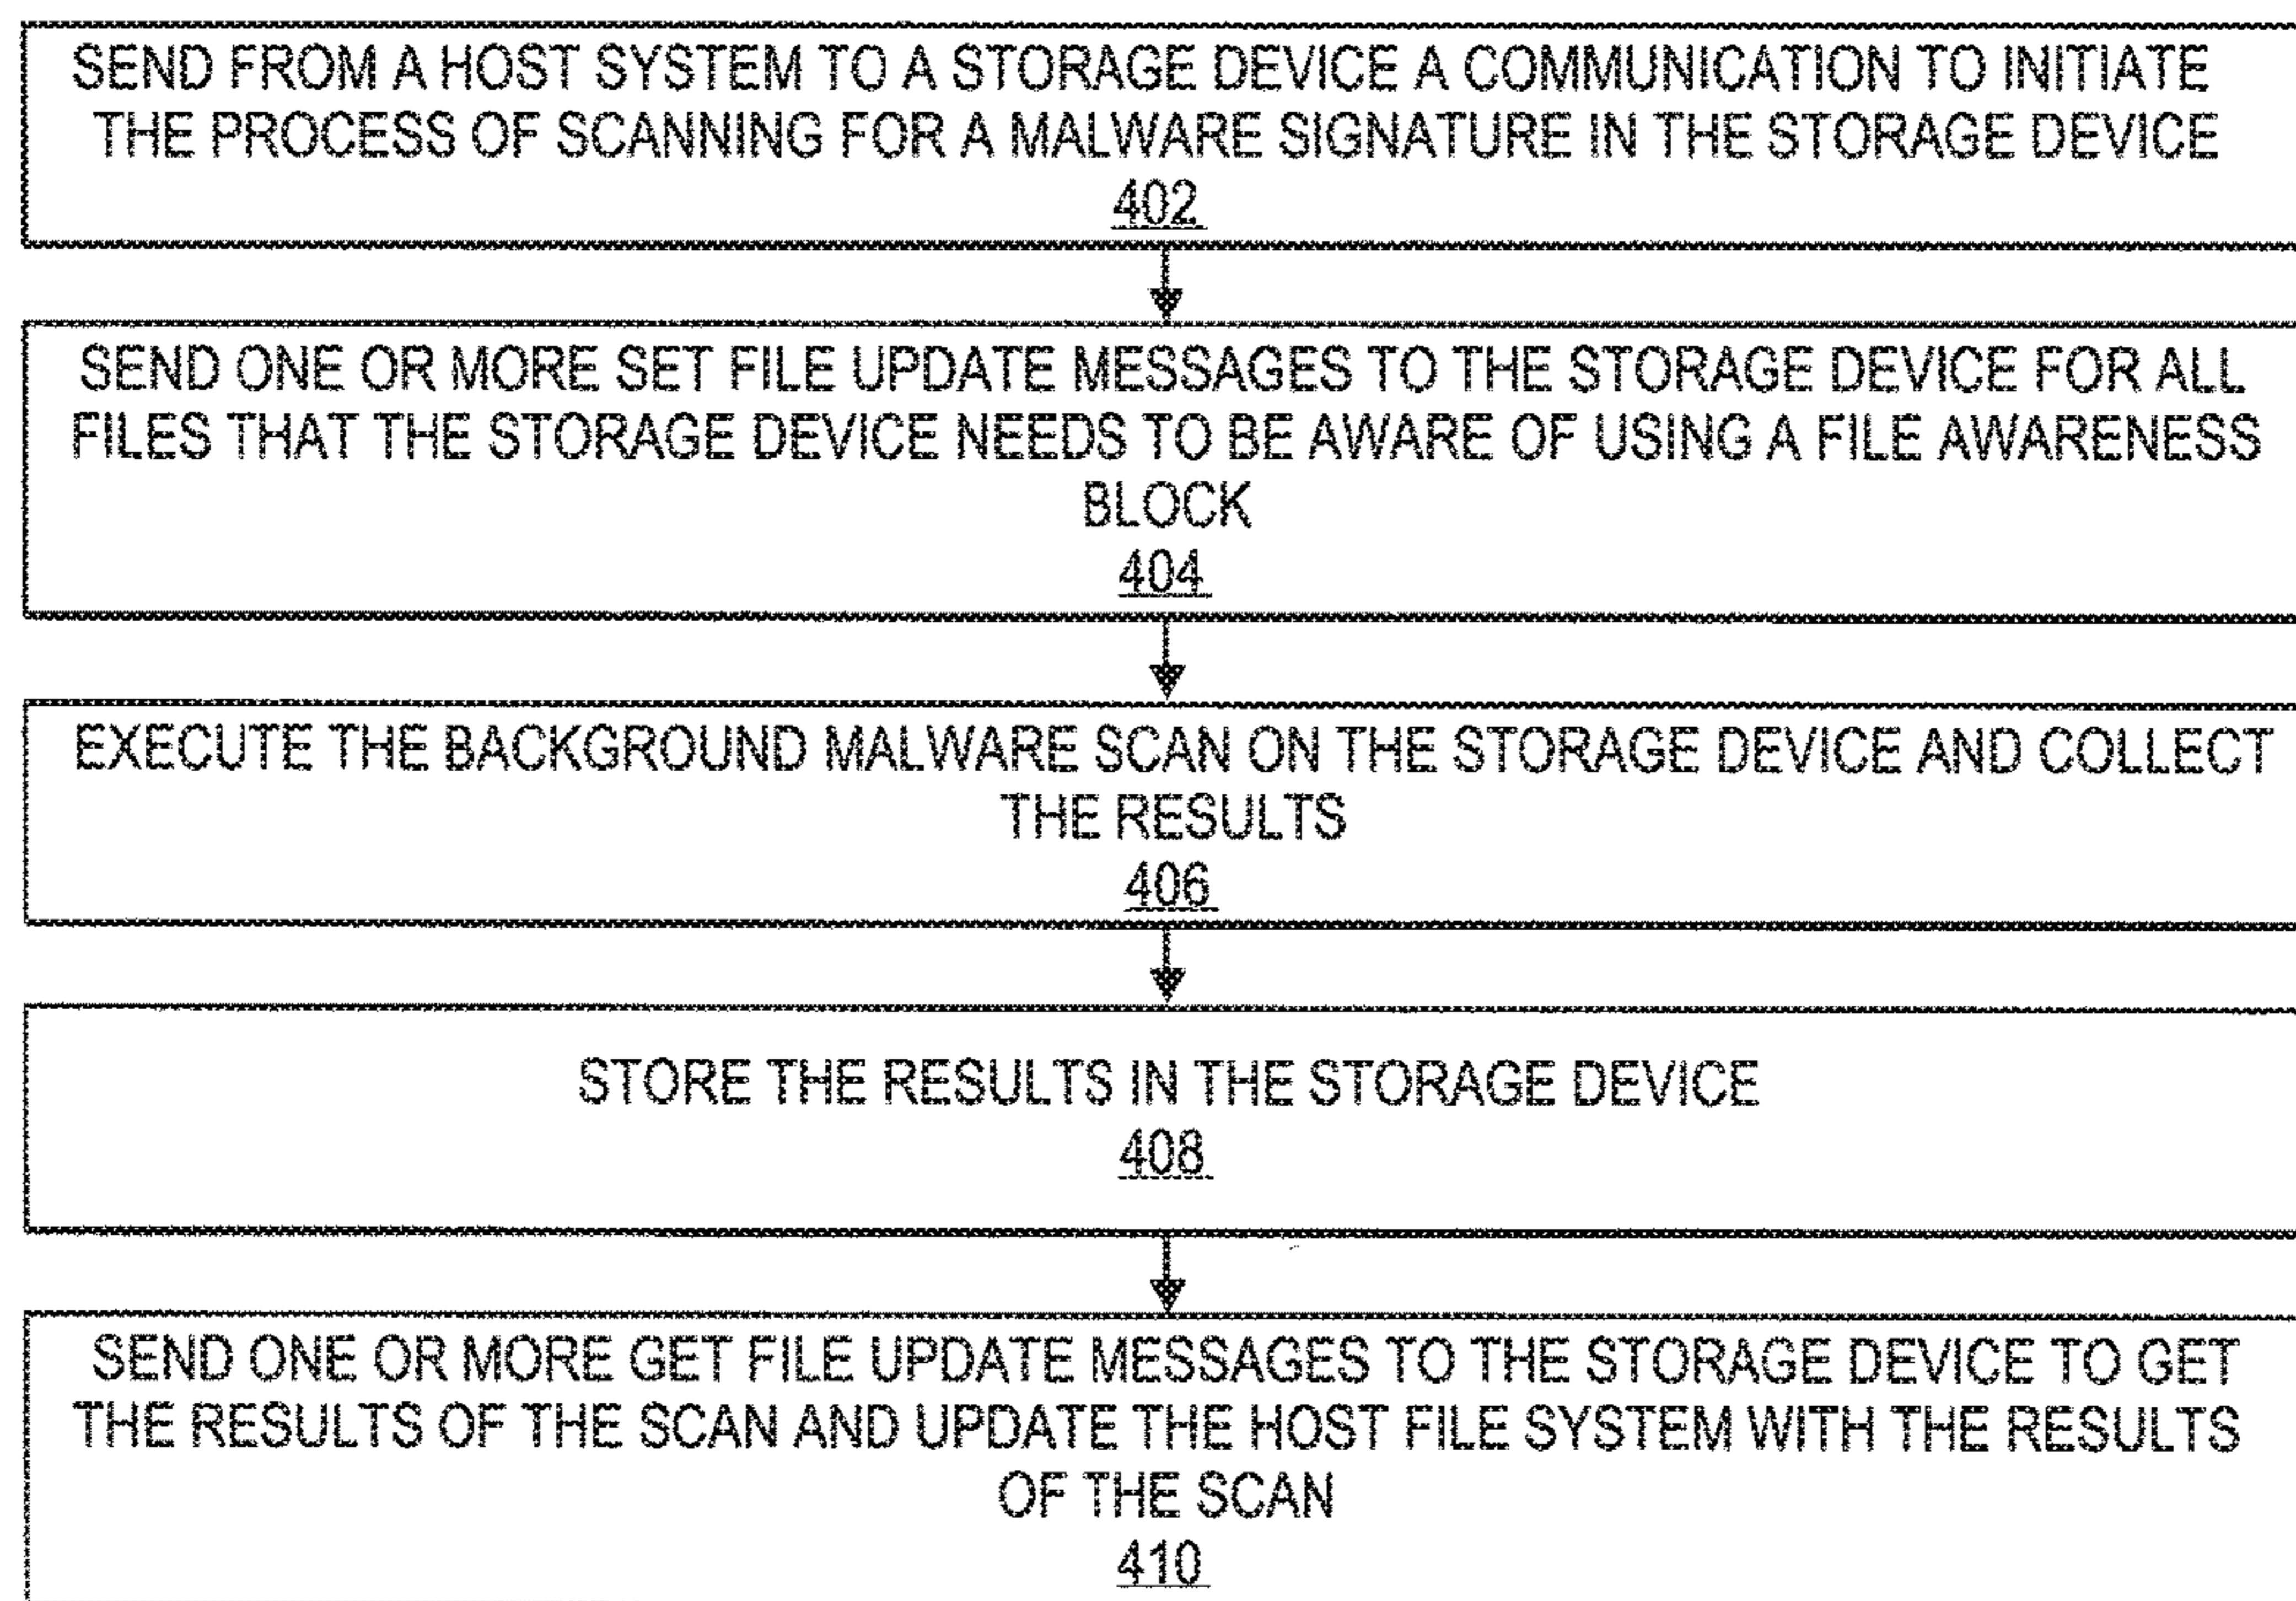 SEND FROM A HOST SYSTEM TO A STORAGE DEVICE A COMMUNICATION TO INITIATE
THE PROCESS OF SCANNING FOR A MALWARE SIGNATURE IN THE STORAGE DEVICE
402
SEND ONE OR MORE SET FILE UPDATE MESSAGES TO THE STORAGE DEVICE FOR ALL
FILES THAT THE STORAGE DEVICE NEEDS TO BE AWARE OF USING A FILE AWARENESS
BLOCK
404
EXECUTE THE BACKGROUND MALWARE SCAN ON THE STORAGE DEVICE AND COLLECT
THE RESULTS
406
STORE THE RESULTS IN THE STORAGE DEVICE
408
SEND ONE OR MORE GET FILE UPDATE MESSAGES TO THE STORAGE DEVICE TO GET
THE RESULTS OF THE SCAN AND UPDATE THE HOST FILE SYSTEM WITH THE RESULTS
OF THE SCAN
410